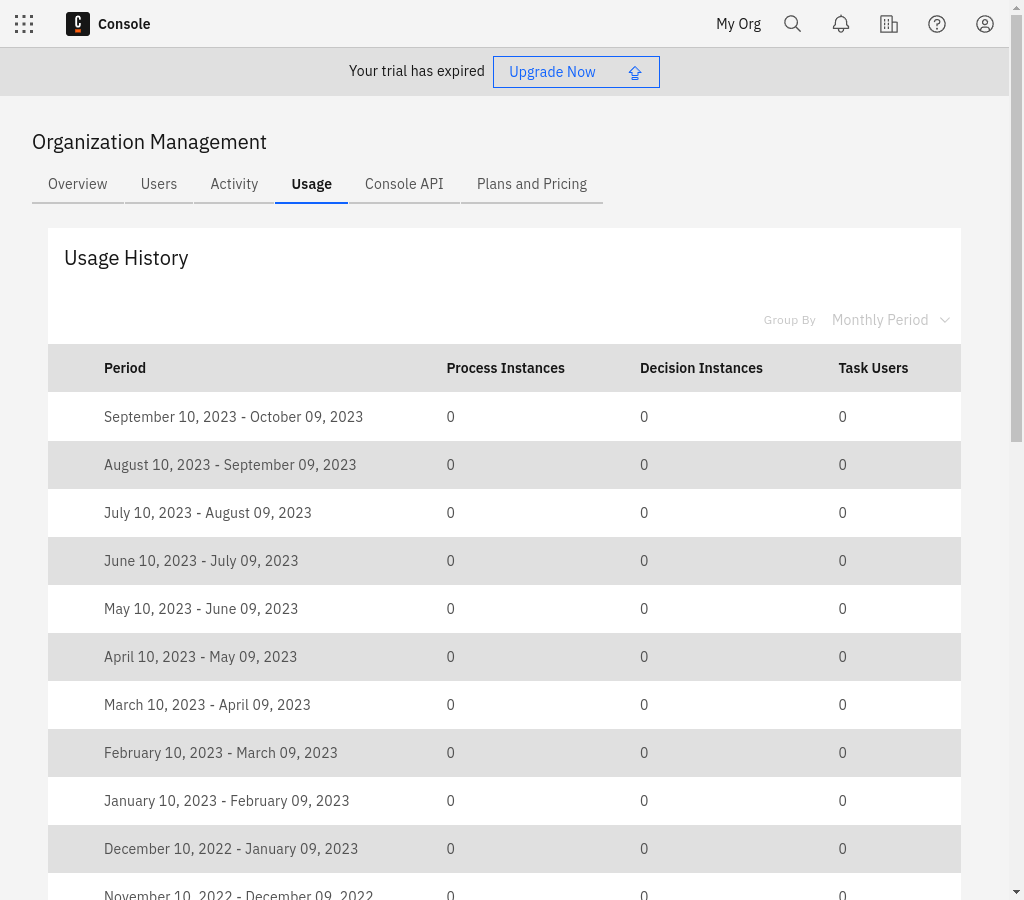 C Console My Org
Your trial has expired Upgrade Now
Organization Management
Overview Users Activity Usage Console API Plans and Pricing
Usage History
Group By Monthly Period
Period Process Instances Decision Instances Task Users
September 10, 2023 - October 09, 2023 0 0 0
August 10, 2023 - September 09, 2023 0 0 0
July 10, 2023 - August 09, 2023 0 0 0
June 10, 2023 - July 09, 2023 0 0 0
May 10, 2023 - June 09, 2023 0 0 0
April 10, 2023 - May 09, 2023 0 0 0
March 10, 2023 - April 09, 2023 0 0 0
February 10, 2023 - March 09, 2023 0 0 0
January 10, 2023 - February 09, 2023 0 0 0
December 10, 2022 - January 09, 2023 0 0 0
November 10, 2022 - December 09, 2022 0 0 0